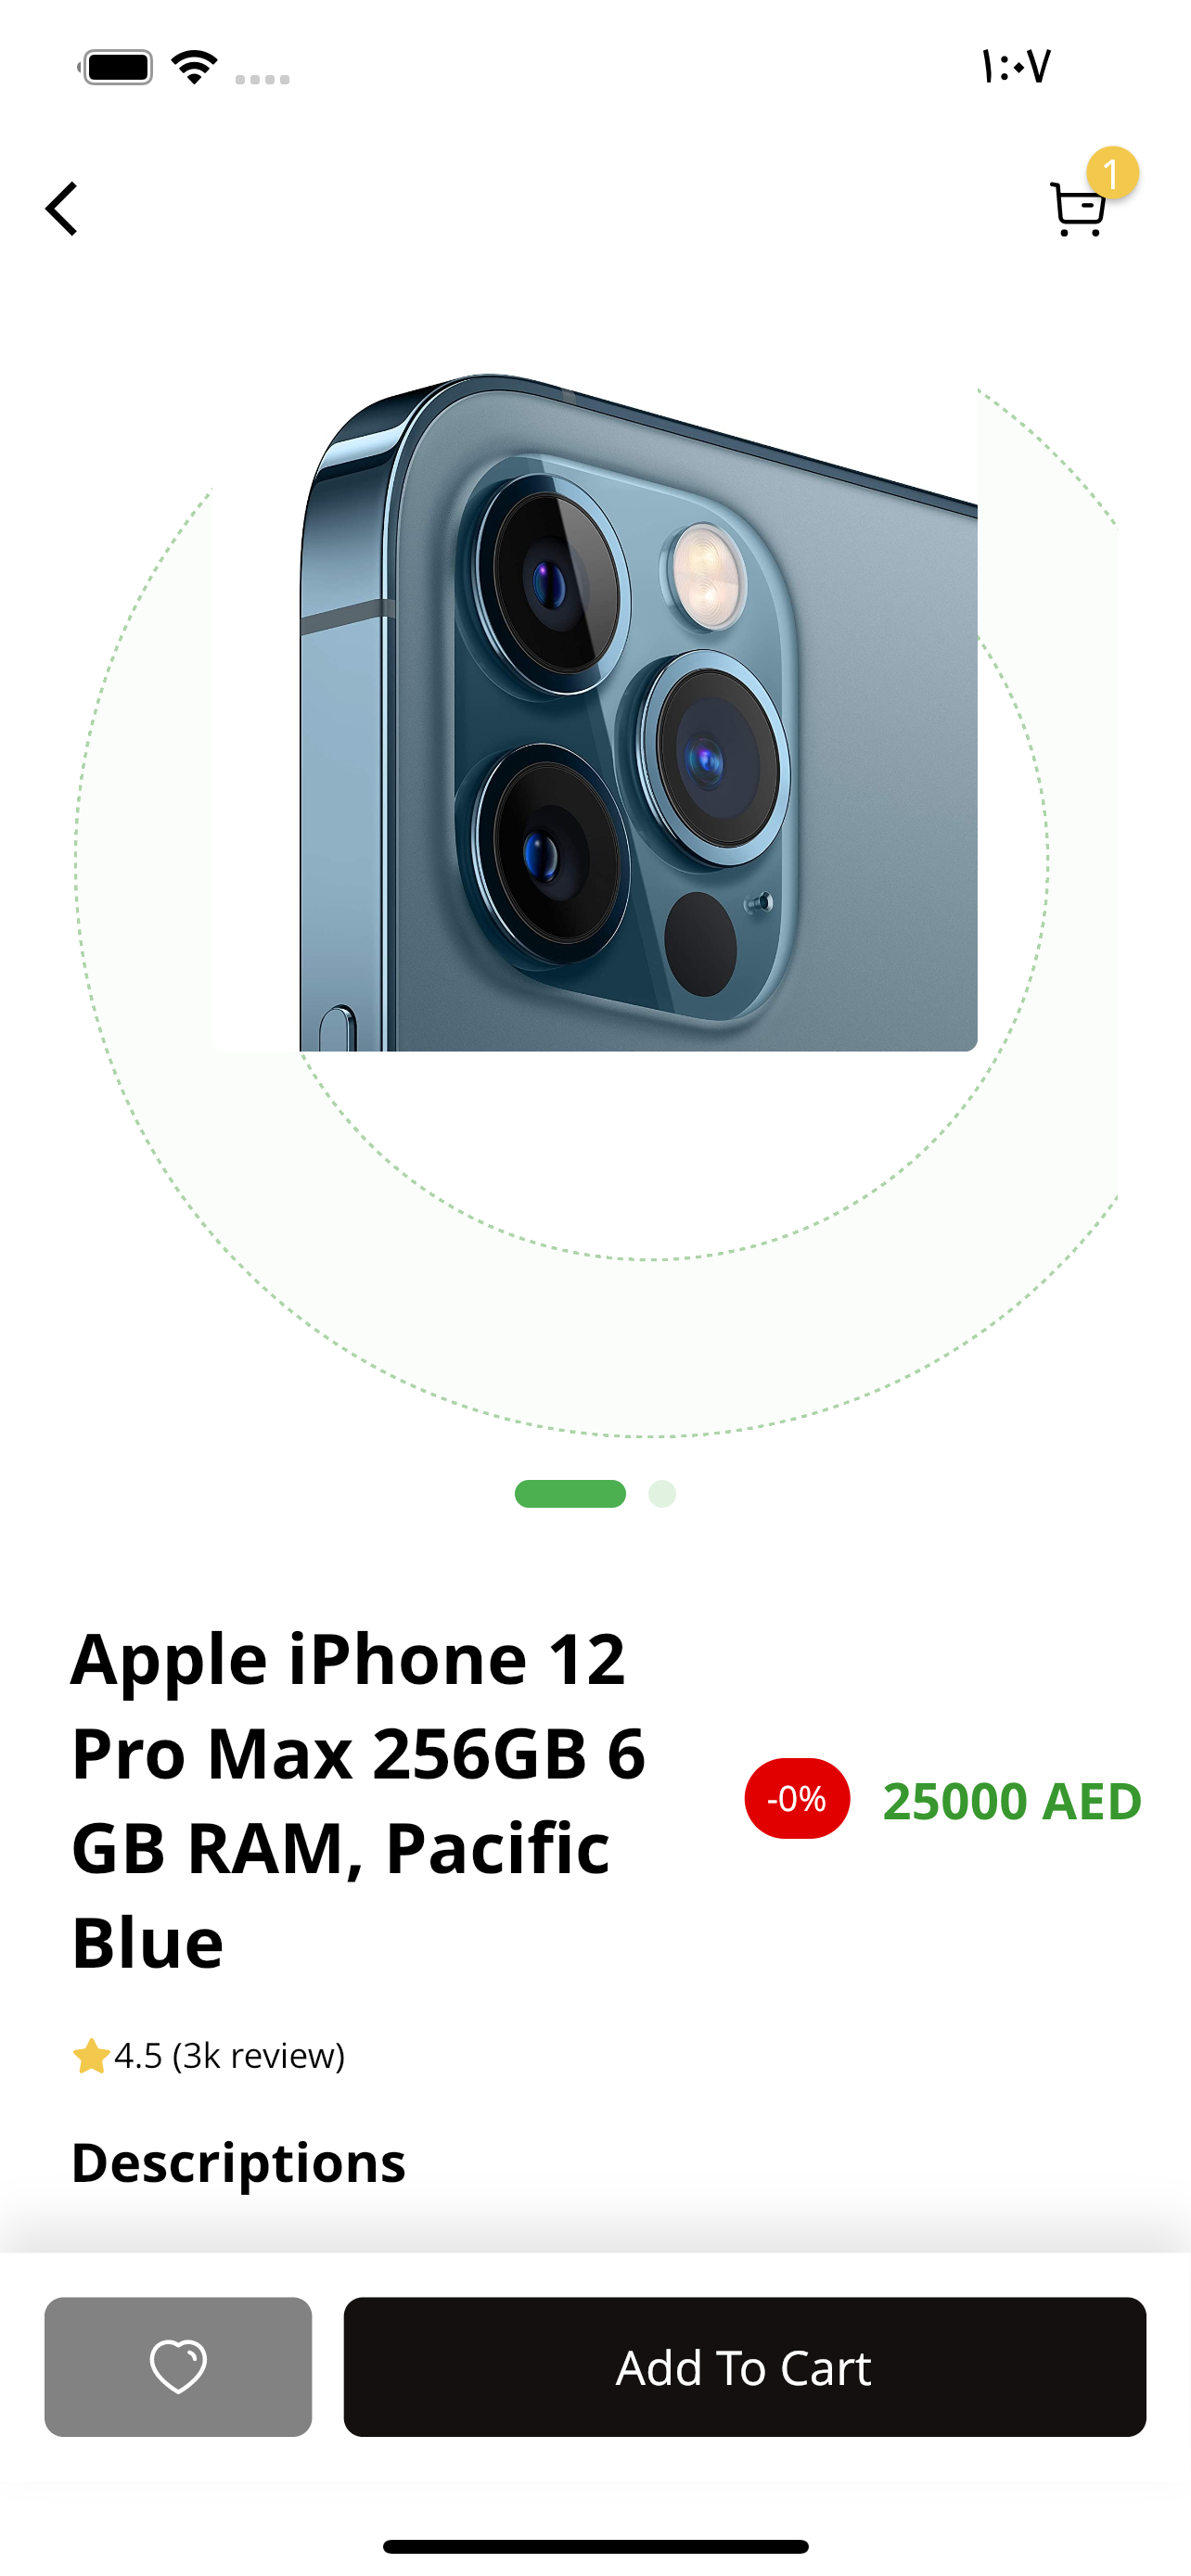 ١:٠٧
1
Apple iPhone 12
Pro Max 256GB 6
GB RAM, Pacific
Blue
-0%
25000 AED
4.5 (3k review)
Descriptions
Add To Cart